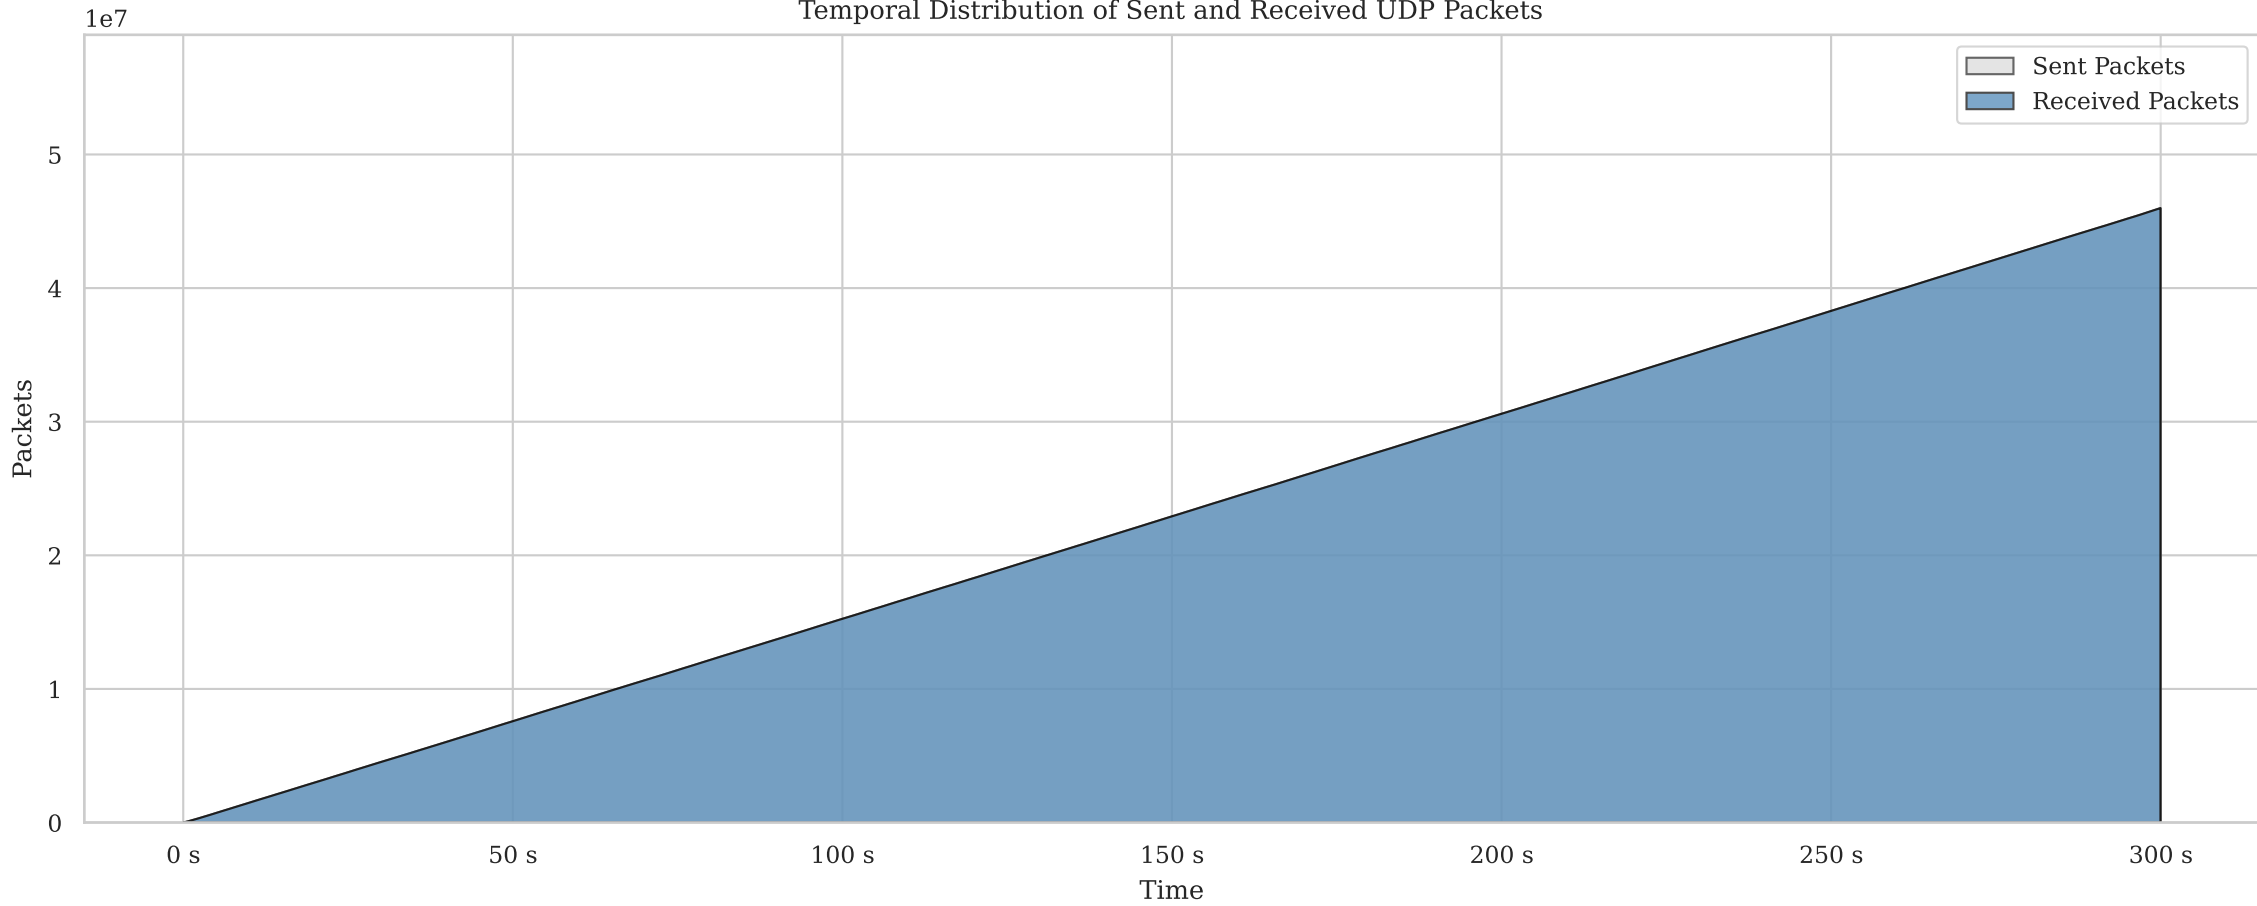 Temporal Distribution of Sent and Received UDP Packets
1e7
Sent Packets
Received Packets
5
4
3
2
1
0
Packets
0 s 50 s 100 s 150 s 200 s 250 s 300 s
Time